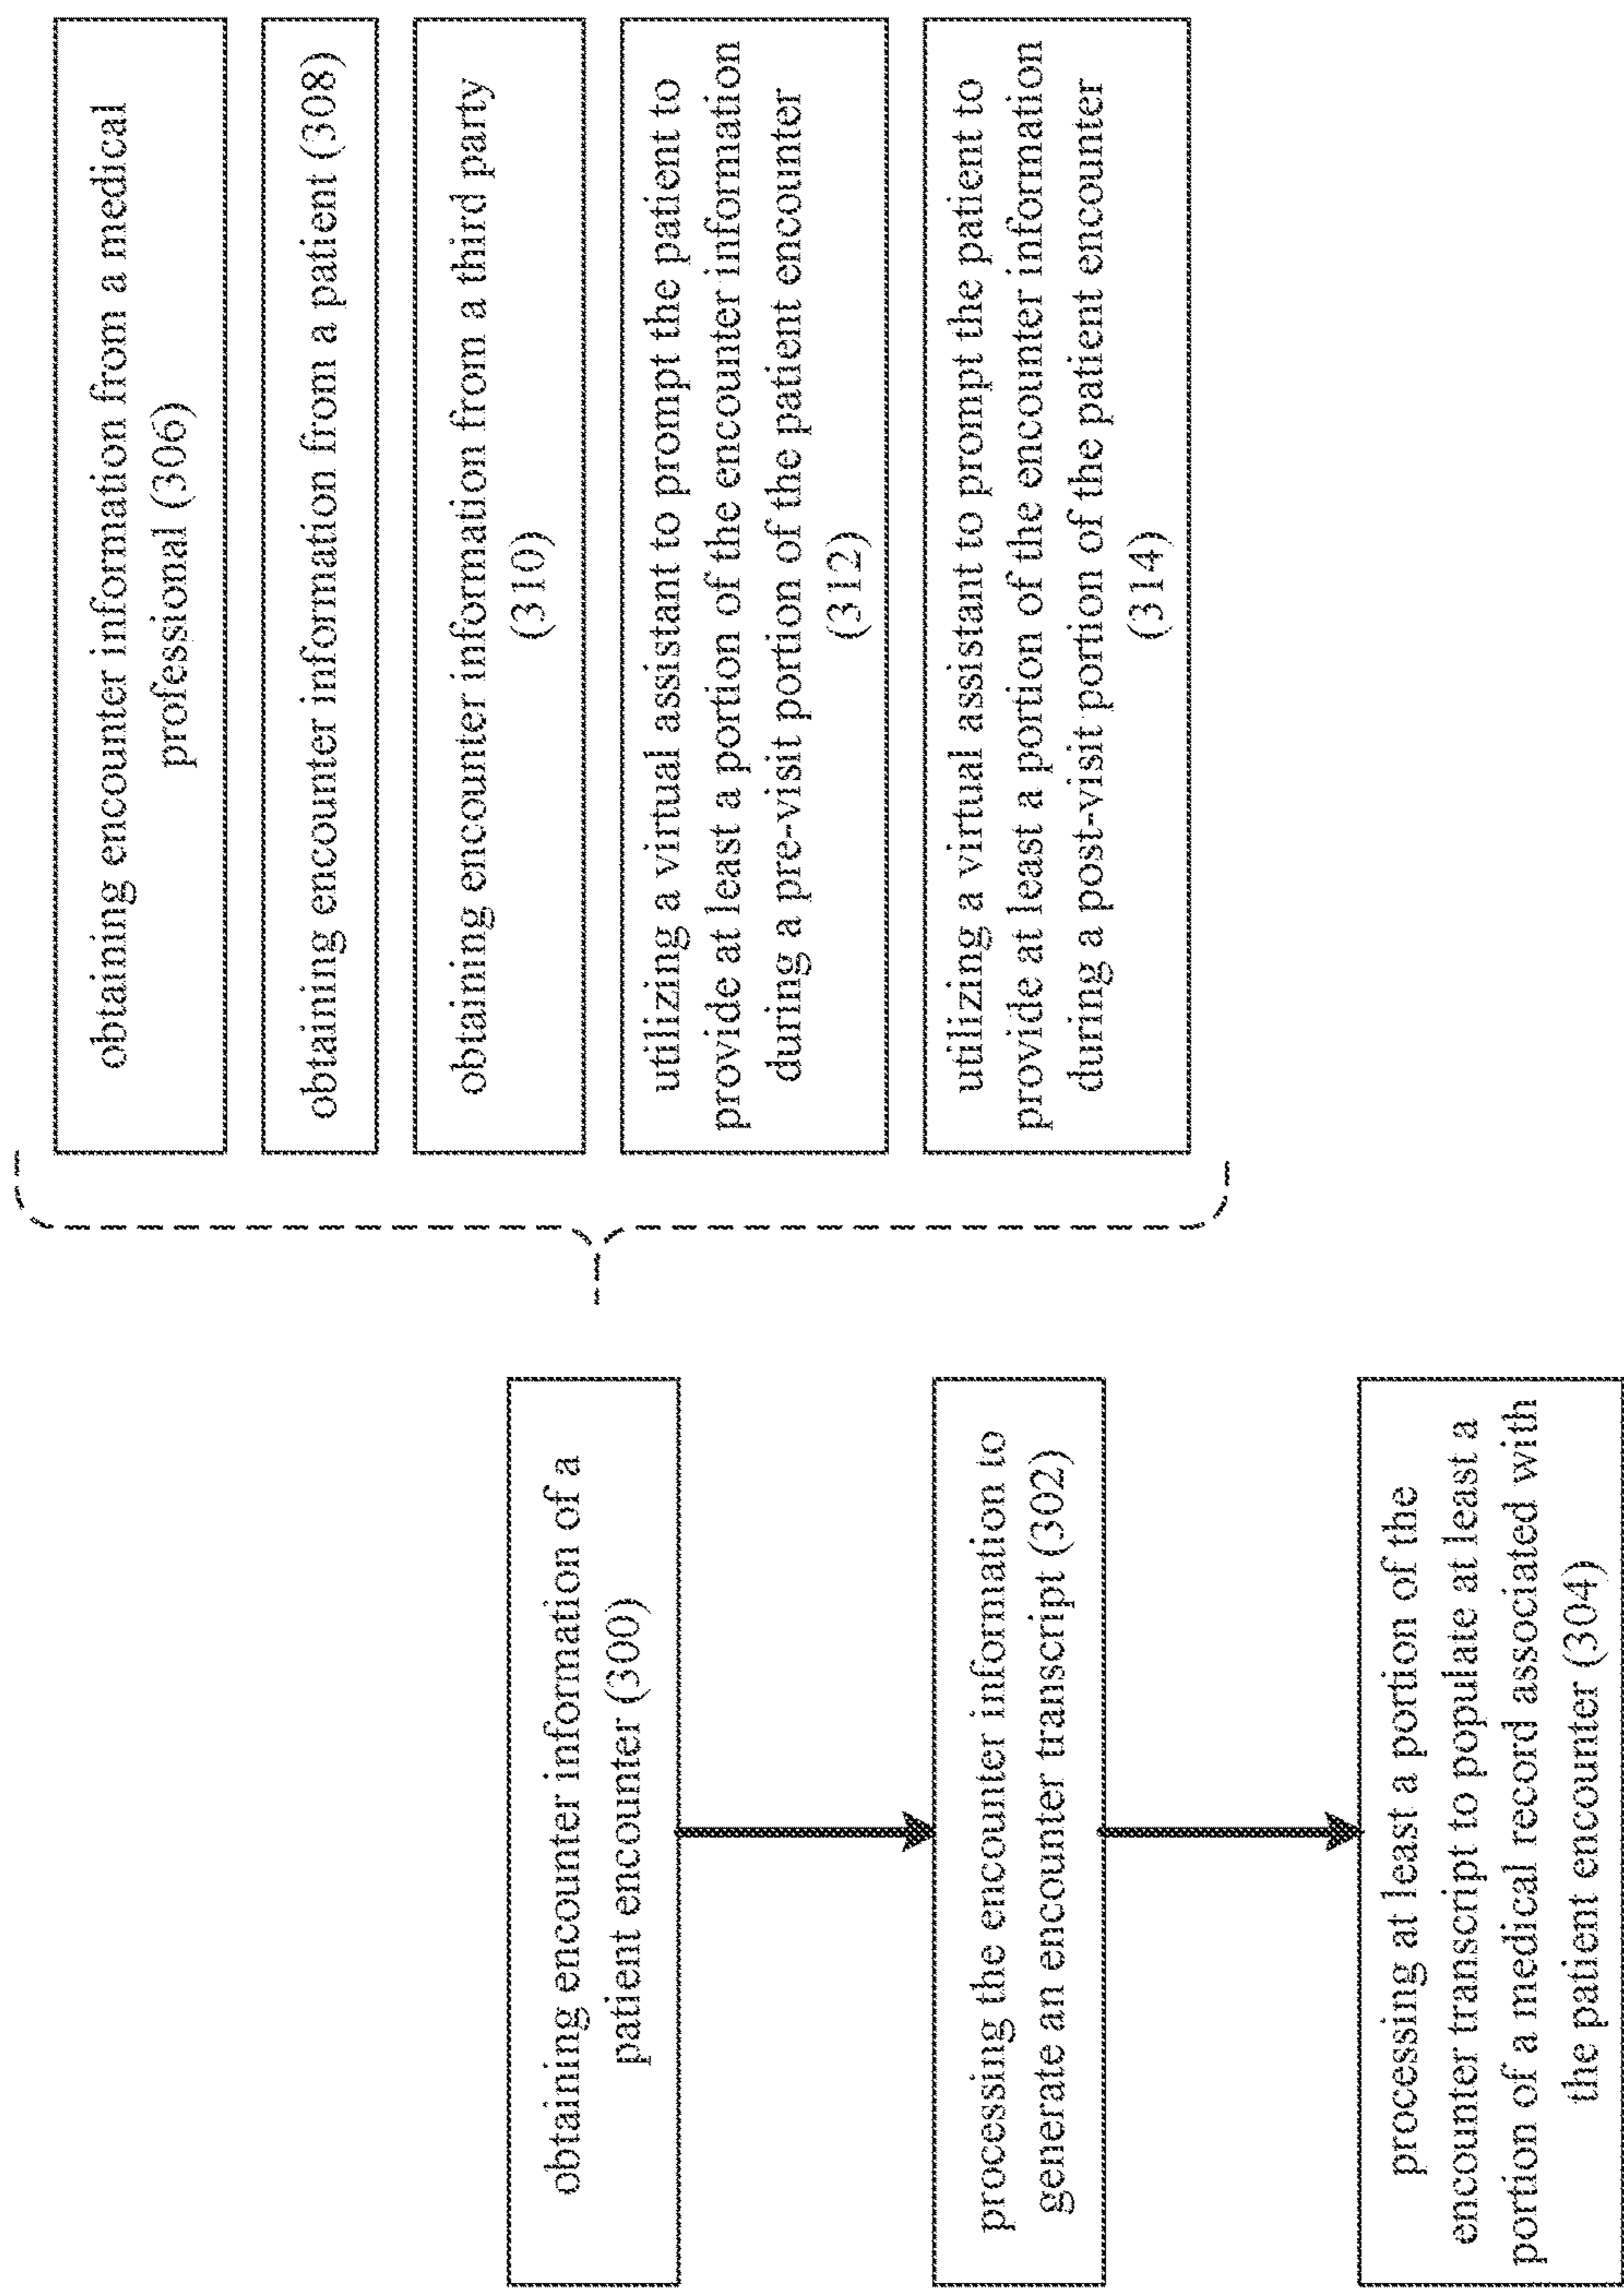 obtaining encounter information of a
patient encounter (300)
processing the encounter information to
generate an encounter transcript (302)
processing at least a portion of the
encounter transcript to populate at least a
portion of a medical record associated with
the patient encounter (304)
obtaining encounter information from a medical
professional (306)
obtaining encounter information from a patient (308)
obtaining encounter information from a third party
(310)
utilizing a virtual assistant to prompt the patient to
provide at least a portion of the encounter information
during a pre-visit portion of the patient encounter
(312)
utilizing a virtual assistant to prompt the patient to
provide at least a portion of the encounter information
during a post-visit portion of the patient encounter
(314)